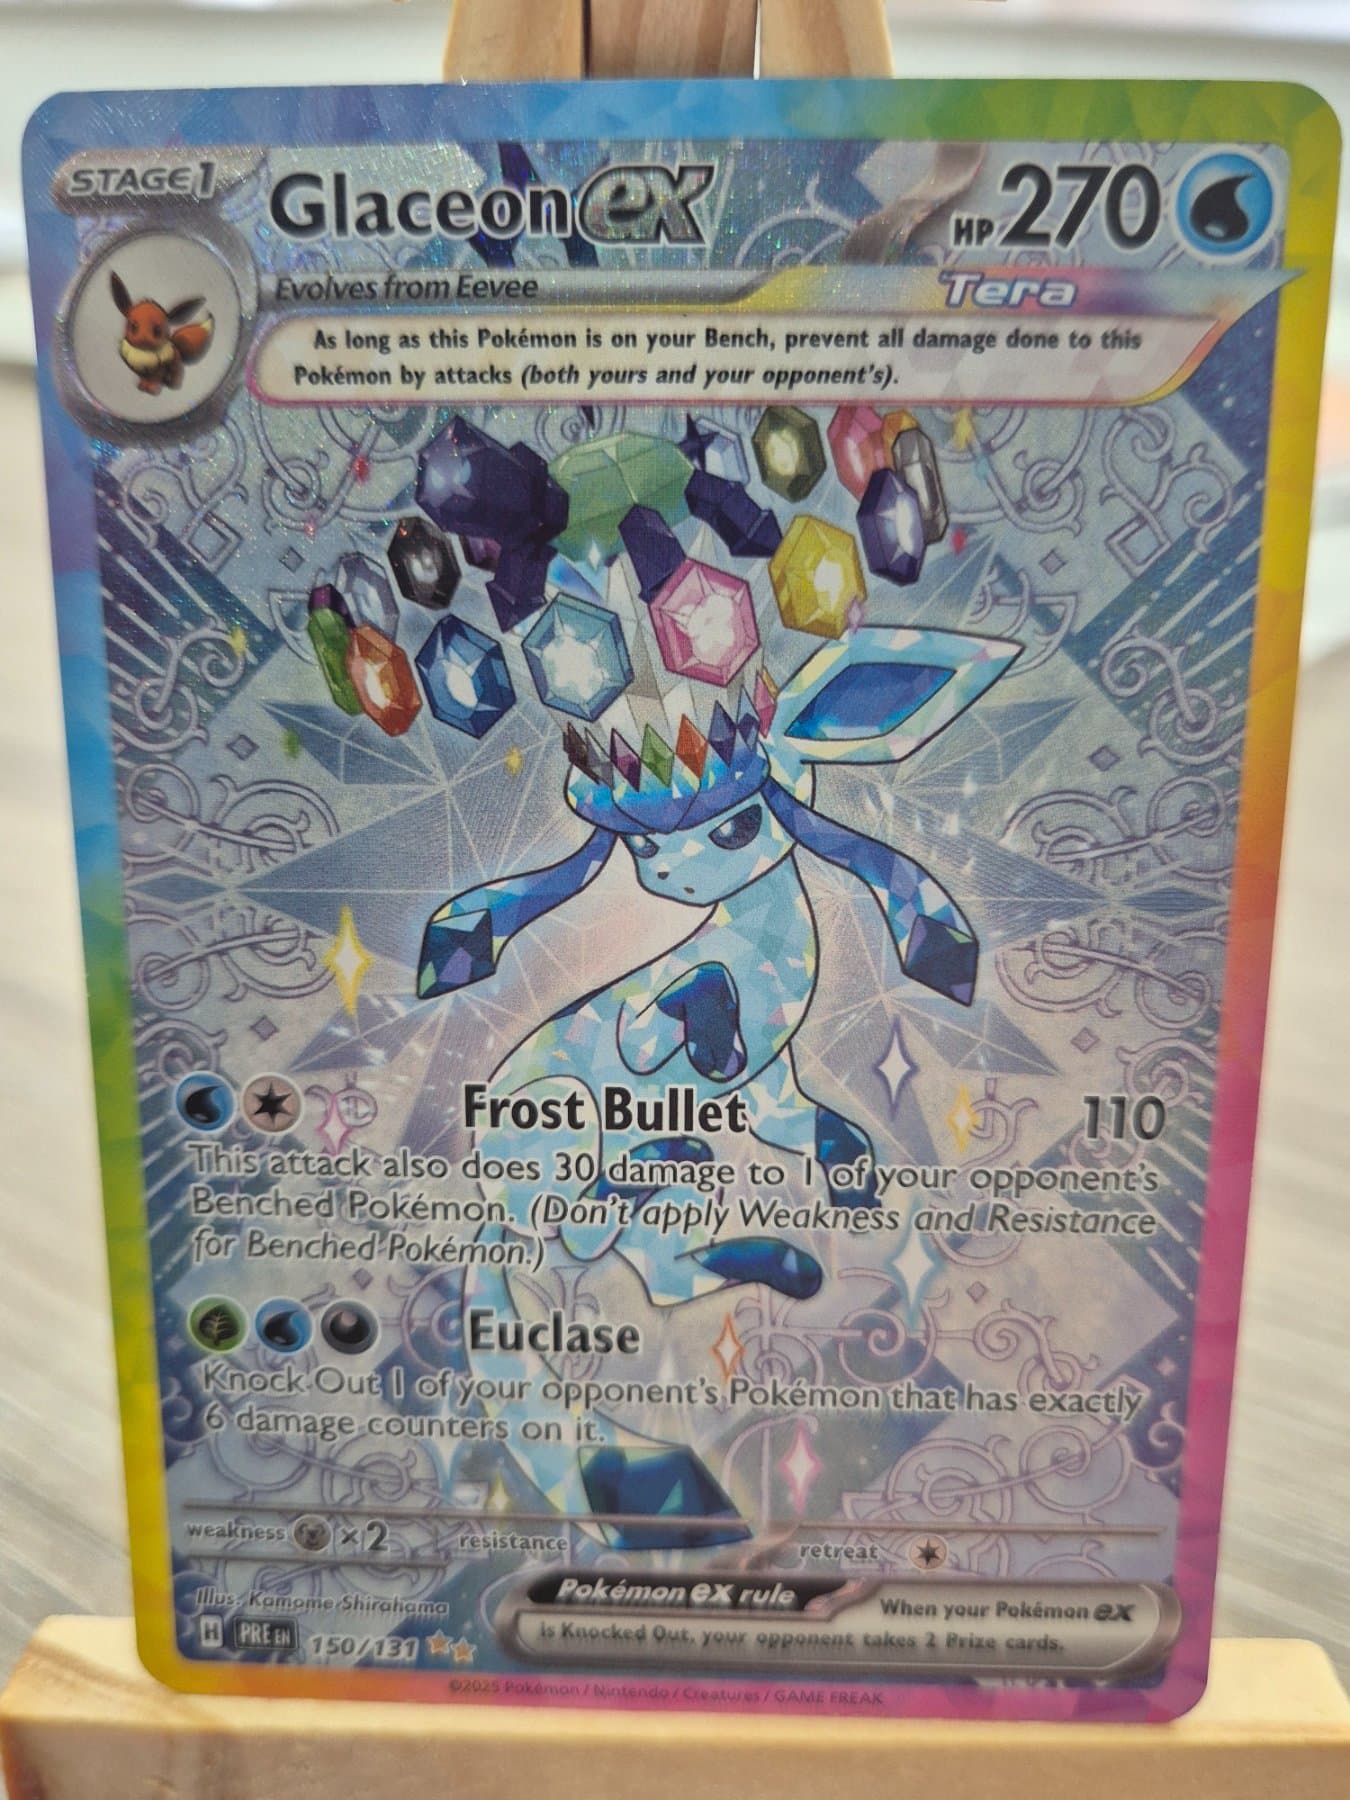 STAGE 1
Glaceon ex
HP 270
Evolves from Eevee
Tera
As long as this Pokémon is on your Bench, prevent all damage done to this
Pokémon by attacks (both yours and your opponent's).
Frost Bullet 110
This attack also does 30 damage to 1 of your opponent's
Benched Pokémon. (Don't apply Weakness and Resistance
for Benched Pokémon.)
Euclase
Knock Out 1 of your opponent's Pokémon that has exactly
6 damage counters on it.
weakness ×2 resistance retreat
Illus. Kamome Shirahama
H PRE EN 150/131
Pokémon ex rule When your Pokémon ex
is Knocked Out, your opponent takes 2 Prize cards.
©2025 Pokémon / Nintendo / Creatures / GAME FREAK